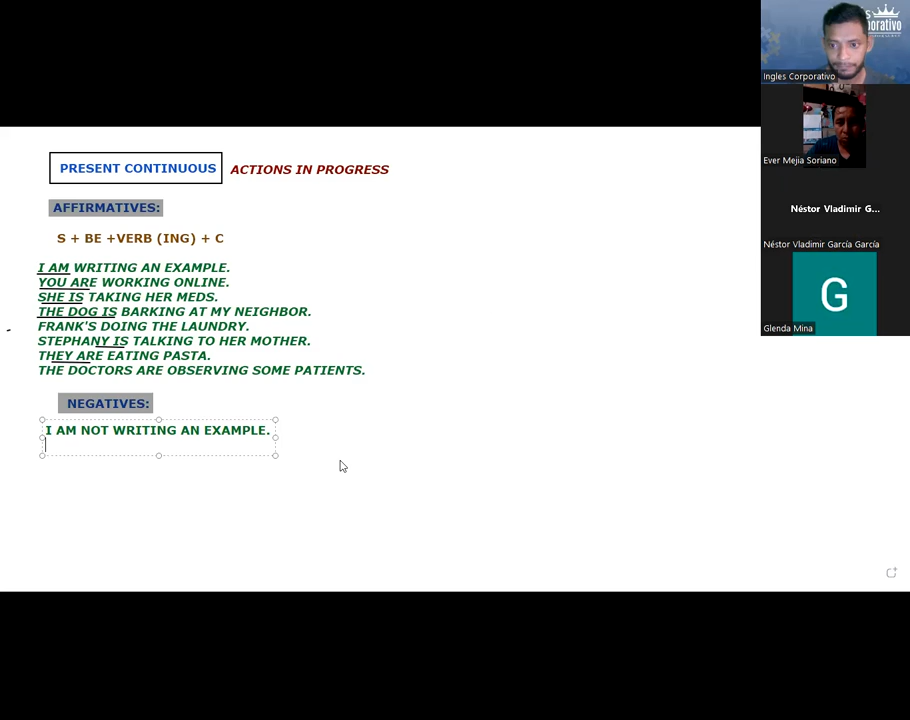 PRESENT CONTINUOUS
ACTIONS IN PROGRESS
AFFIRMATIVES:
S + BE +VERB (ING) + C
I AM WRITING AN EXAMPLE.
YOU ARE WORKING ONLINE.
SHE IS TAKING HER MEDS.
THE DOG IS BARKING AT MY NEIGHBOR.
FRANK'S DOING THE LAUNDRY.
STEPHANY IS TALKING TO HER MOTHER.
THEY ARE EATING PASTA.
THE DOCTORS ARE OBSERVING SOME PATIENTS.
NEGATIVES:
I AM NOT WRITING AN EXAMPLE.
Ingles Corporativo
Ever Mejia Soriano
Néstor Vladimir G...
Néstor Vladimir García García
G
Glenda Mina